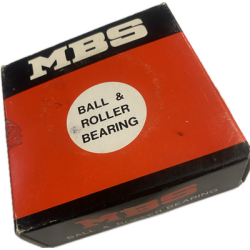 MBS
BALL &
ROLLER
BEARING
MBS
BALL & ROLLER BEARING